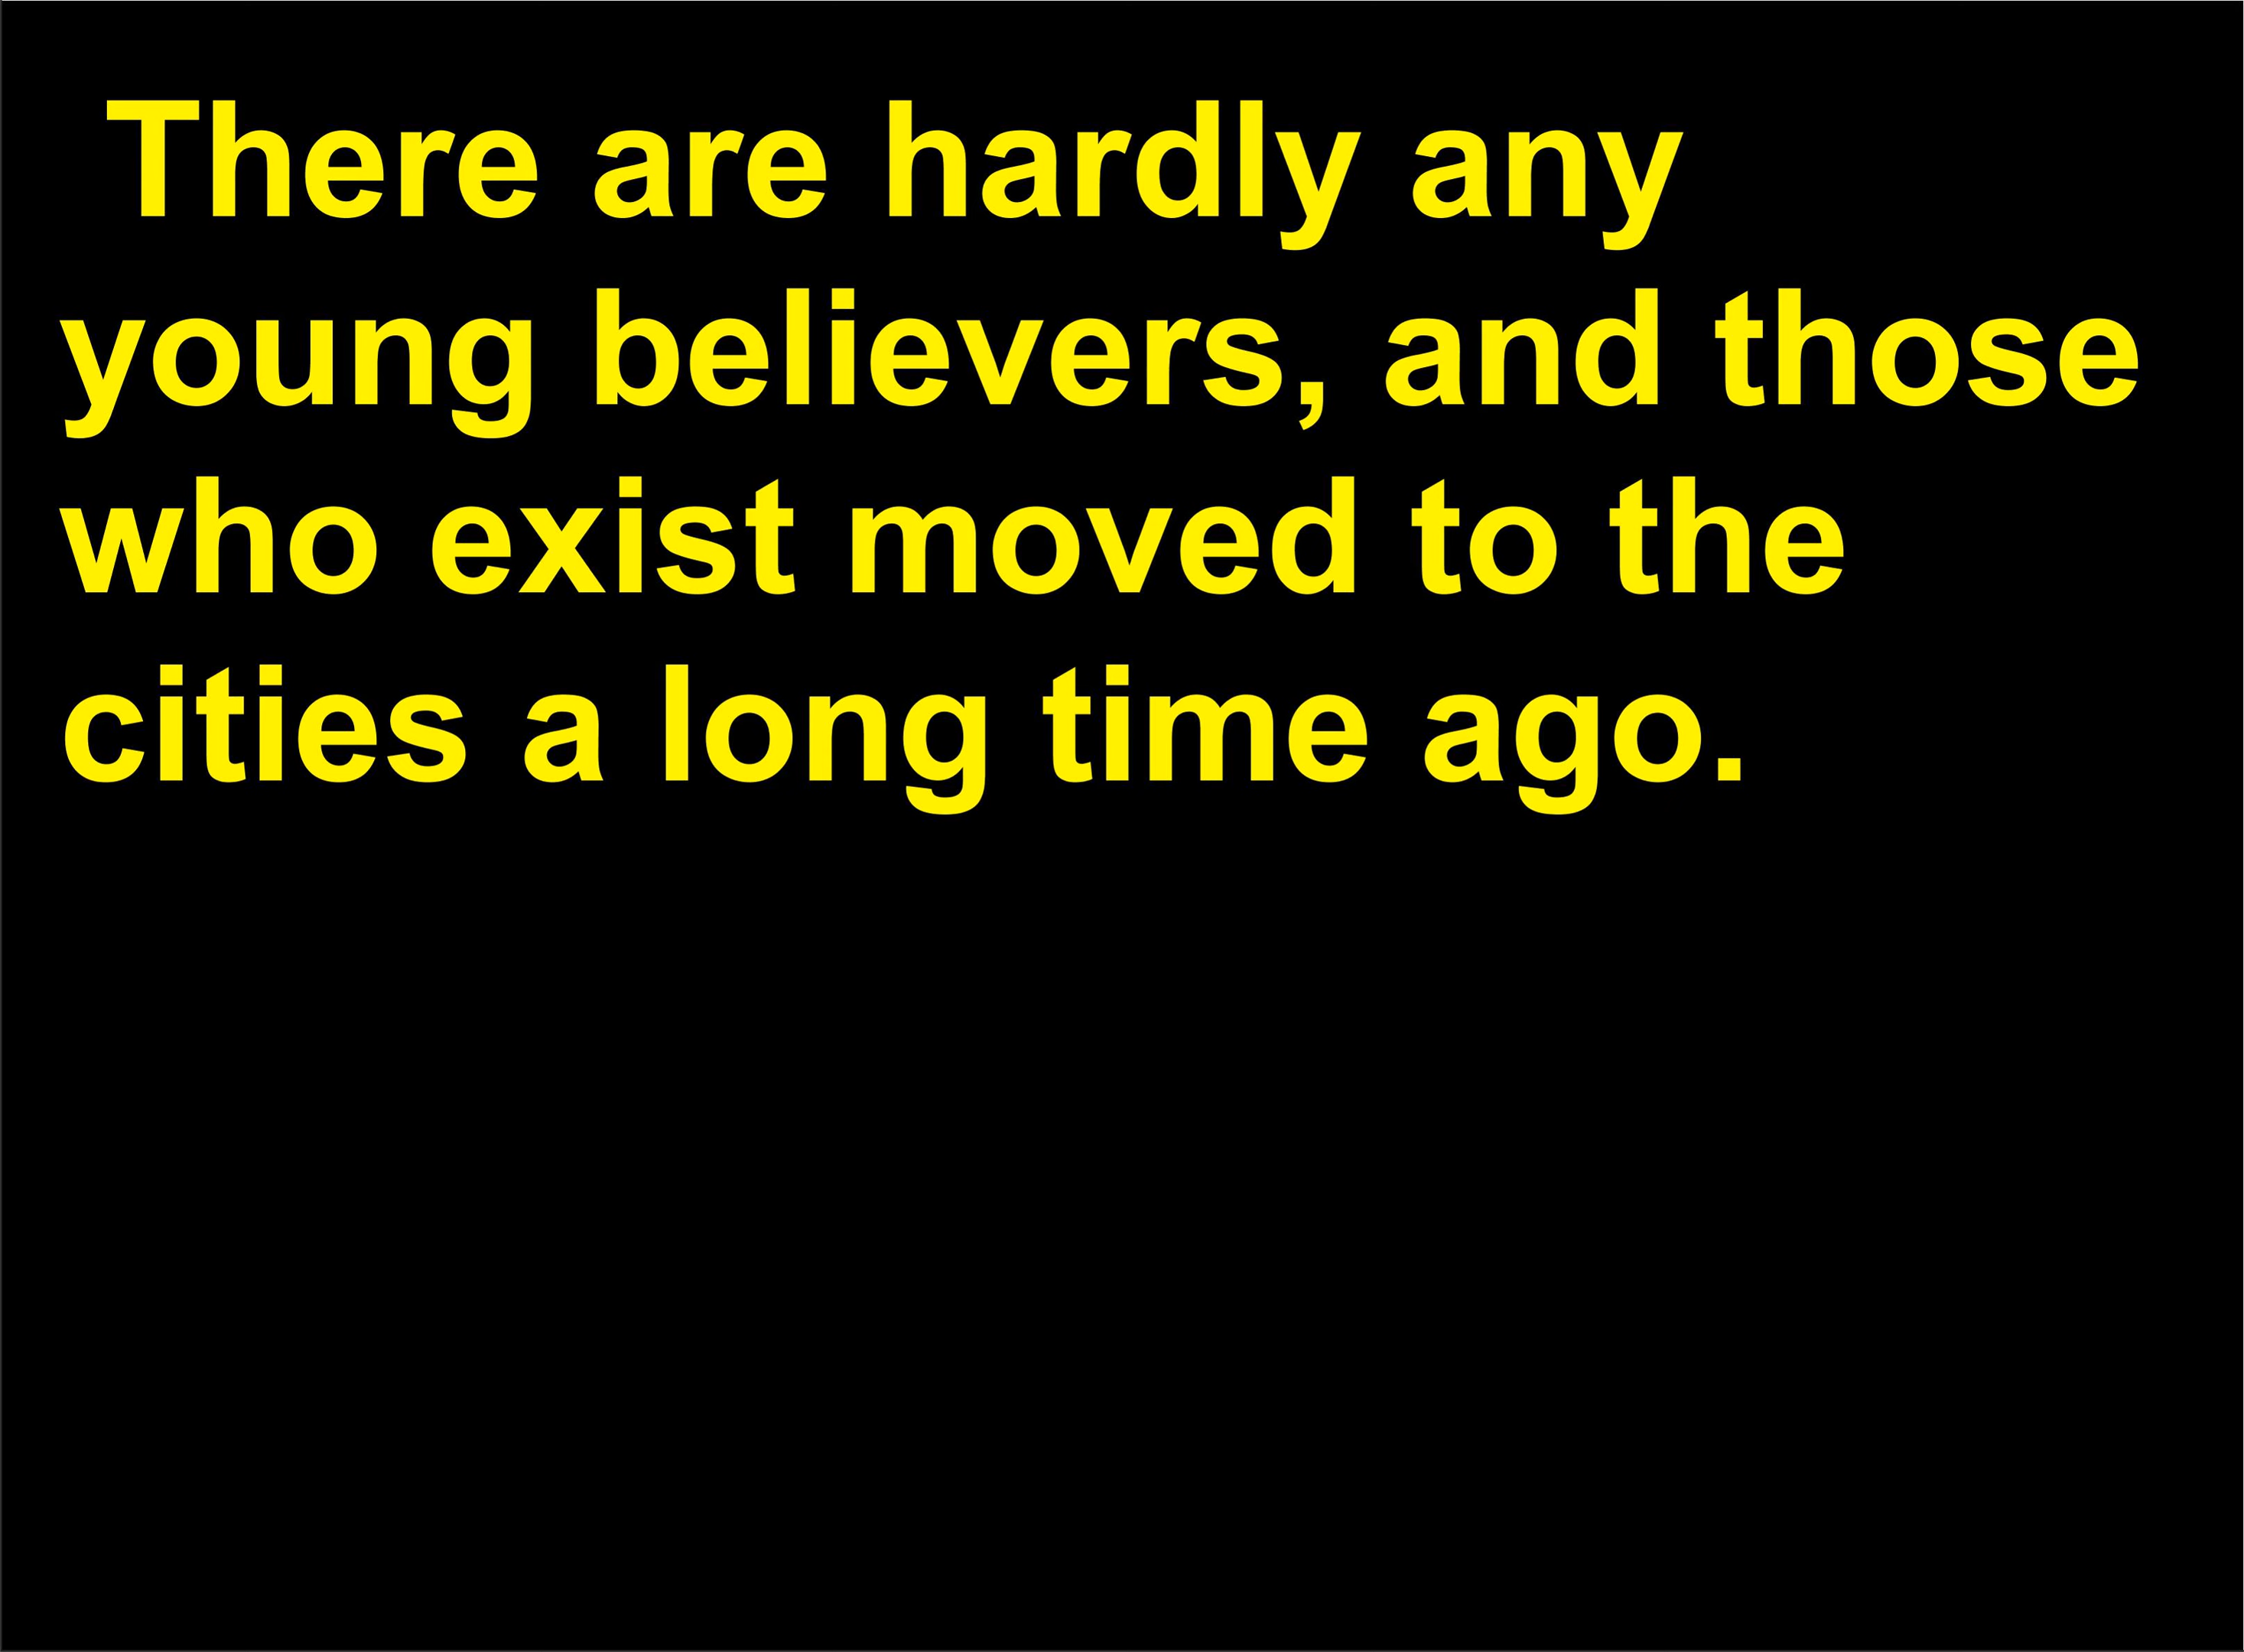 There are hardly any
young believers, and those
who exist moved to the
cities a long time ago.